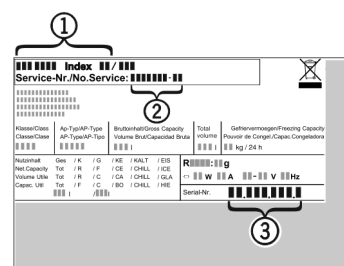 1
Index /
Service-Nr./No.Service: -
2
Klasse/Class Ap-Typ/AP-Type Bruttoinhalt/Gross Capacity Total Gefriervermoegen/Freezing Capacity
Classe/Clase AP-Type/AP-Tipo Volume Brut/Capacidad Bruta volume Pouvoir de Congel./Capac.Congeladora
l l kg / 24 h
Nutzinhalt Ges / K / G / KE / KALT / EIS
Net.Capacity Tot / R / F / CE / CHILL / ICE
Volume Utile Tot / R / C / CA / CHILL / GLA
Capac. Util Tot / F / C / BO / CHILL / HIE
l / l
R : g
W A - V Hz
Serial-Nr. . . .
3